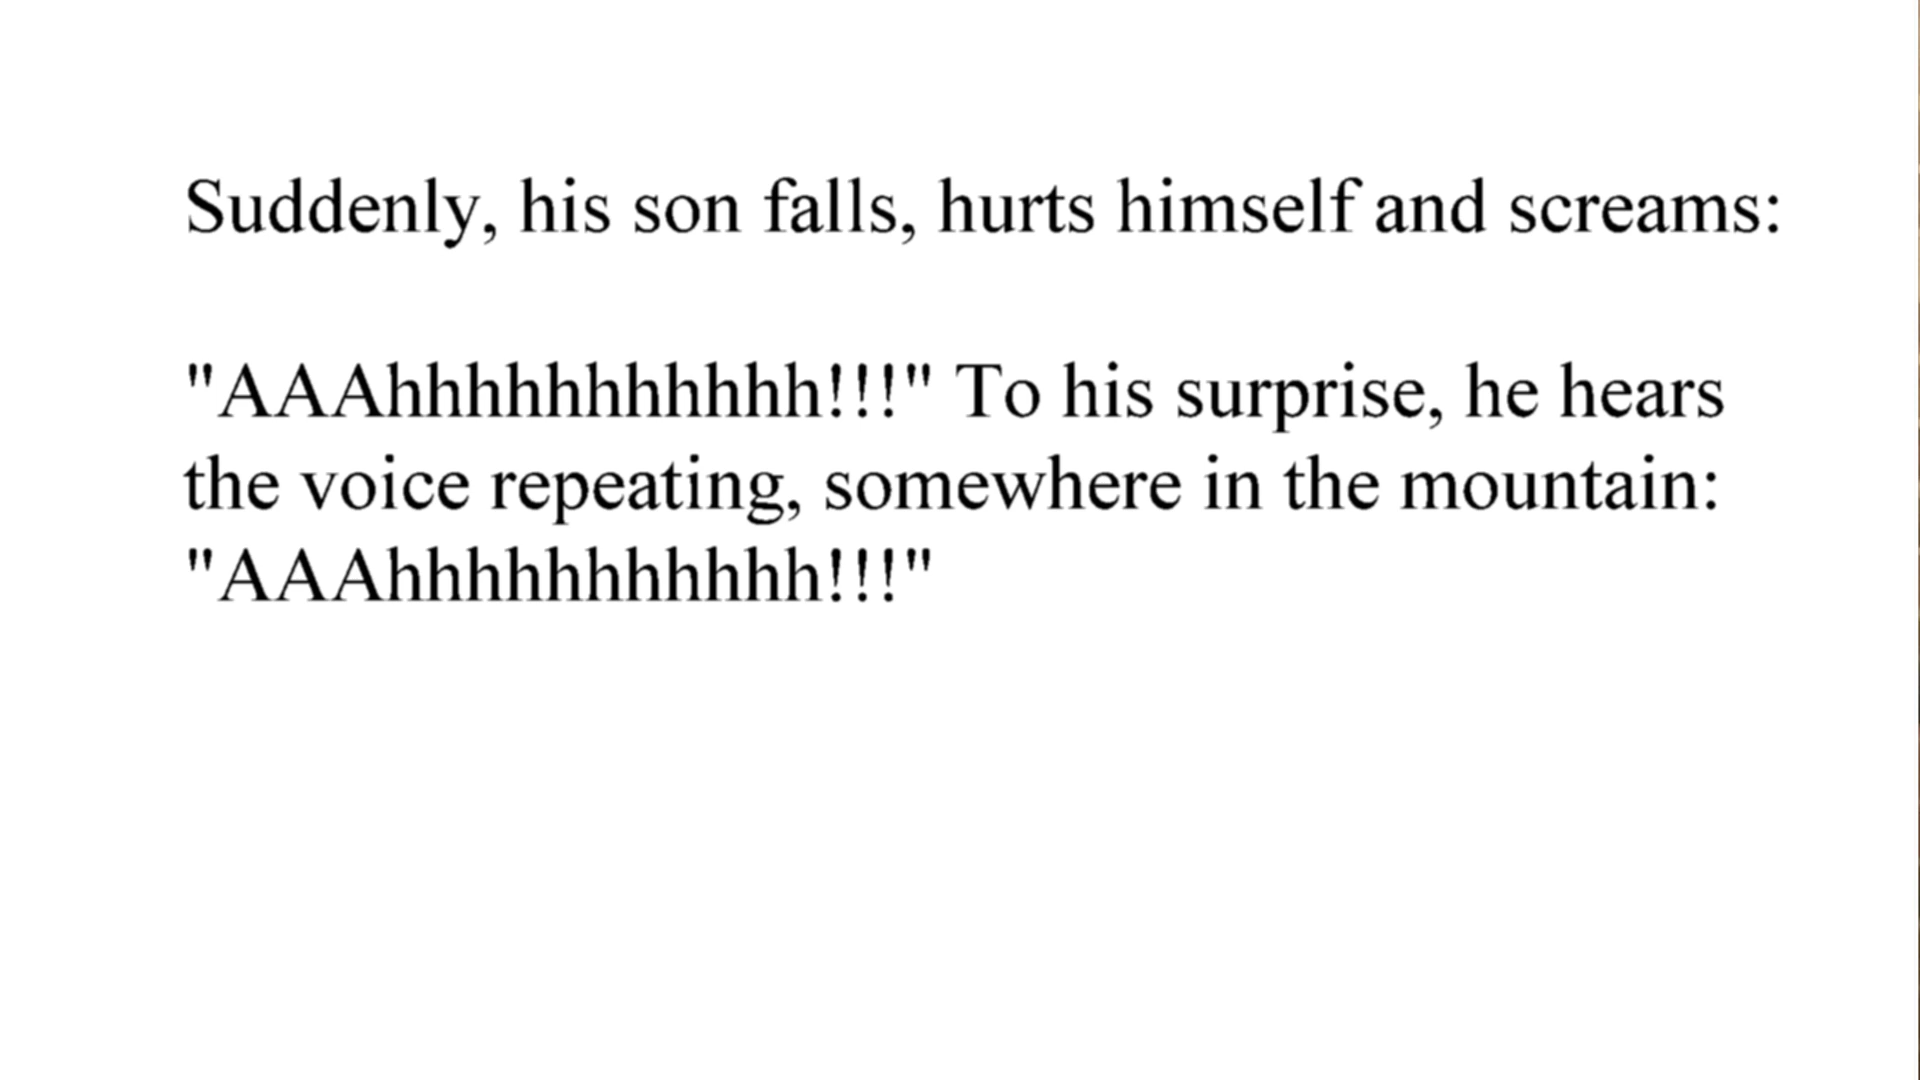 Suddenly, his son falls, hurts himself and screams:
"AAAhhhhhhhhhhh!!!" To his surprise, he hears
the voice repeating, somewhere in the mountain:
"AAAhhhhhhhhhhh!!!"